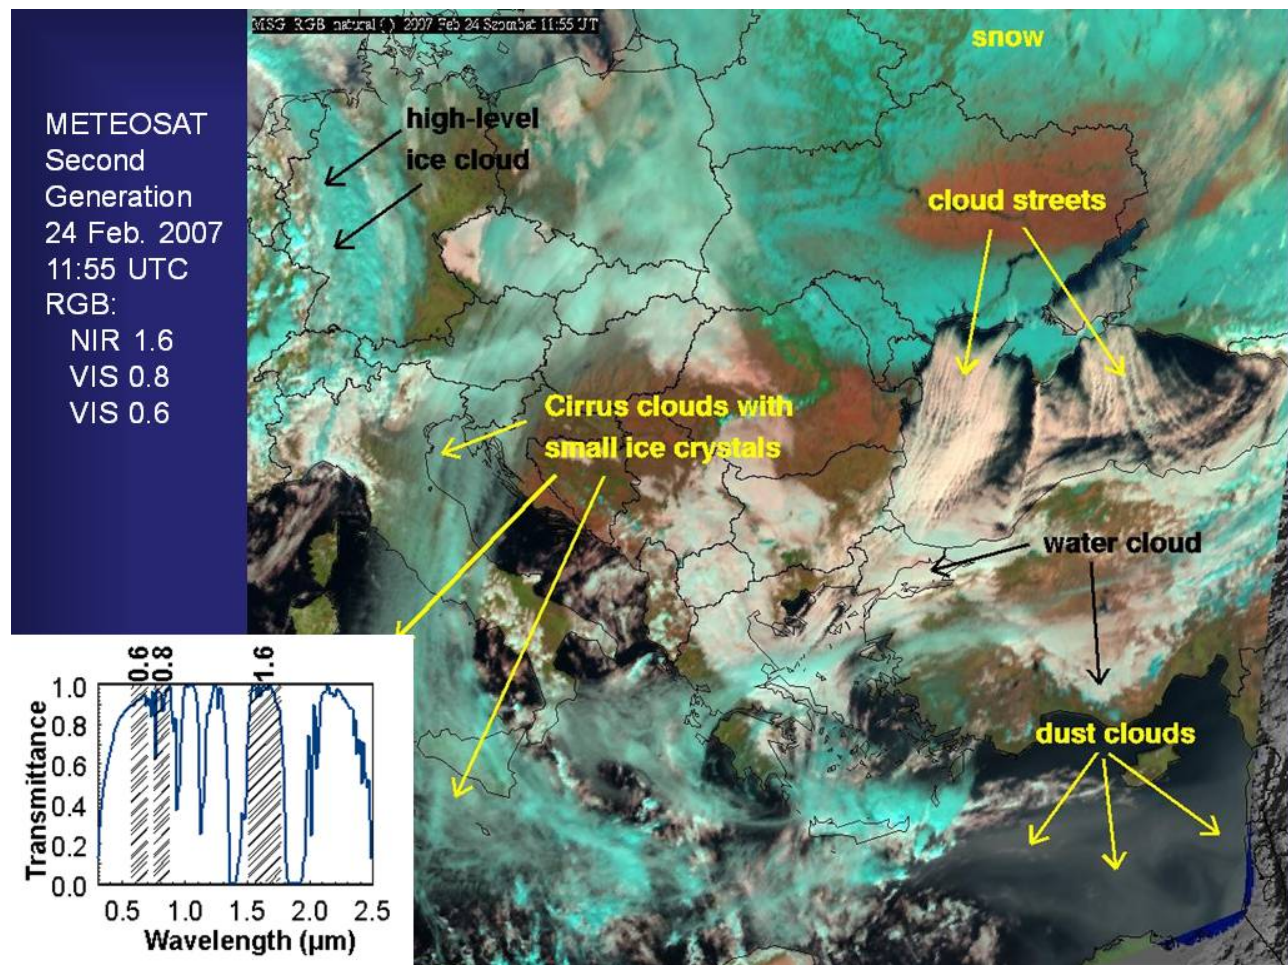 MSG RGB natural () 2007 Feb 24 Szombat 11:55 UT
METEOSAT
Second
Generation
24 Feb. 2007
11:55 UTC
RGB:
NIR 1.6
VIS 0.8
VIS 0.6
snow
high-level
ice cloud
cloud streets
Cirrus clouds with
small ice crystals
water cloud
dust clouds
0.6
0.8
1.6
Transmittance
1.0
0.8
0.6
0.4
0.2
0.0
0.5 1.0 1.5 2.0 2.5
Wavelength (µm)